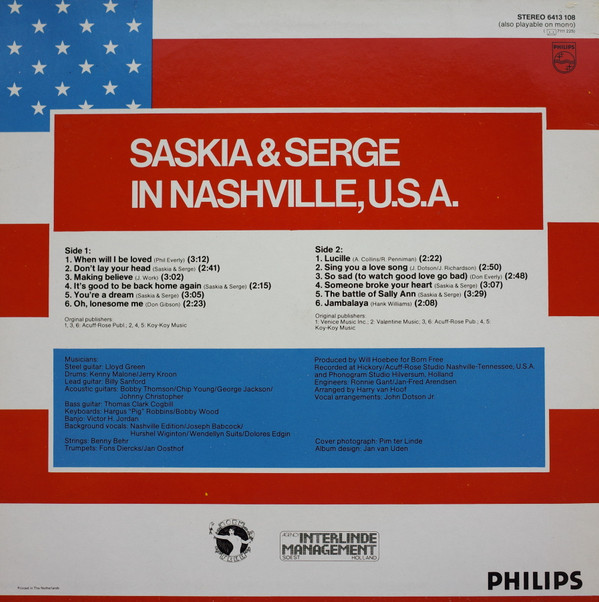 STEREO 6413 108
(also playable on mono)
PHILIPS
SASKIA & SERGE
IN NASHVILLE, U.S.A.
Side 1:
1. When will I be loved (Phil Everly) (3:12)
2. Don't lay your head (Saskia & Serge) (2:41)
3. Making believe (J. Work) (3:02)
4. It's good to be back home again (Saskia & Serge) (2:15)
5. You're a dream (Saskia & Serge) (3:05)
6. Oh, lonesome me (Don Gibson) (2:23)
Original publishers:
1, 3, 6: Acuff-Rose Publ.; 2, 4, 5: Koy-Koy Music
Side 2:
1. Lucille (A. Collins/R. Penniman) (2:22)
2. Sing you a love song (J. Dotson/J. Richardson) (2:50)
3. So sad (to watch good love go bad) (Don Everly) (2:48)
4. Someone broke your heart (Saskia & Serge) (3:07)
5. The battle of Sally Ann (Saskia & Serge) (3:29)
6. Jambalaya (Hank Williams) (2:08)
Original publishers:
1: Venice Music Inc.; 2: Valentine Music; 3, 6: Acuff-Rose Pub.; 4, 5:
Koy-Koy Music
Musicians:
Steel guitar: Lloyd Green
Drums: Kenny Malone/Jerry Kroon
Lead guitar: Billy Sanford
Acoustic guitars: Bobby Thomson/Chip Young/George Jackson/
Johnny Christopher
Bass guitar: Thomas Clark Cogbill
Keyboards: Hargus "Pig" Robbins/Bobby Wood
Banjo: Victor H. Jordan
Background vocals: Nashville Edition/Joseph Babcock/
Hurshel Wiginton/Wendellyn Suits/Dolores Edgin
Strings: Benny Behr
Trumpets: Fons Diercks/Jan Oosthof
Produced by Will Hoebee for Born Free
Recorded at Hickory/Acuff-Rose Studio Nashville-Tennessee, U.S.A.
and Phonogram Studio Hilversum, Holland
Engineers: Ronnie Gant/Jan-Fred Arendsen
Arranged by Harry van Hoof
Vocal arrangements: John Dotson Jr.
Cover photograph: Pim ter Linde
Album design: Jan van Uden
INTERLINDE
MANAGEMENT
SOEST HOLLAND
Printed in The Netherlands
PHILIPS